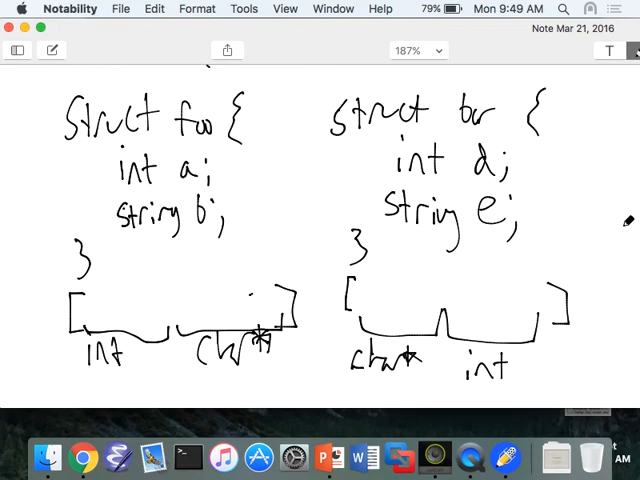 Notability File Edit Format Tools View Window Help 79% Mon 9:49 AM
Note Mar 21, 2016
187% T
struct foo {
int a;
string b;
}
[ ]
int char*
struct bar {
int d;
string e;
}
[ ]
char* int
AM